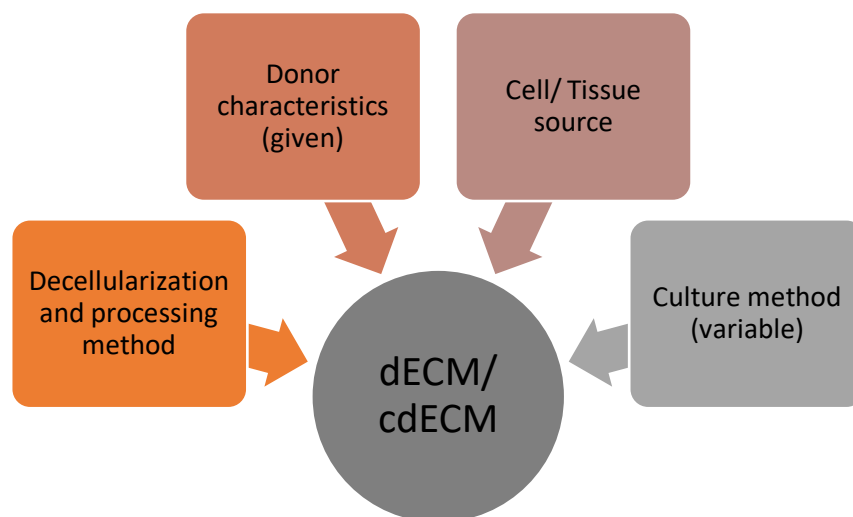 Donor
characteristics
(given)
Cell/ Tissue
source
Decellularization
and processing
method
Culture method
(variable)
dECM/
cdECM